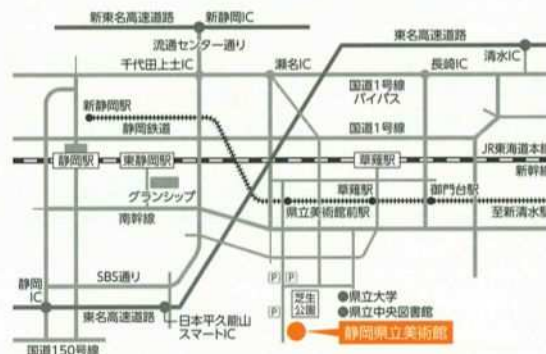 新東名高速道路
新静岡IC
東名高速道路
流通センター通り
清水IC
千代田上土IC
瀬名IC
長崎IC
国道1号線
バイパス
新静岡駅
静岡鉄道
国道1号線
JR東海道本線
静岡駅
東静岡駅
草薙駅
新幹線
グランシップ
草薙駅
御門台駅
県立美術館前駅
至新清水駅
南幹線
SBS通り
P
P
静岡
IC
芝生
公園
県立大学
県立中央図書館
P
東名高速道路
日本平久能山
スマートIC
静岡県立美術館
国道150号線